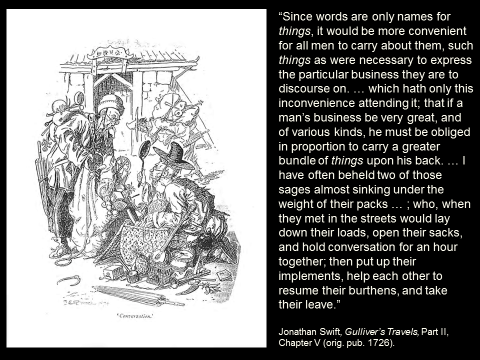 “Since words are only names for
things, it would be more convenient
for all men to carry about them, such
things as were necessary to express
the particular business they are to
discourse on. … which hath only this
inconvenience attending it; that if a
man’s business be very great, and
of various kinds, he must be obliged
in proportion to carry a greater
bundle of things upon his back. … I
have often beheld two of those
sages almost sinking under the
weight of their packs … ; who, when
they met in the streets would lay
down their loads, open their sacks,
and hold conversation for an hour
together; then put up their
implements, help each other to
resume their burthens, and take
their leave.”
Jonathan Swift, Gulliver’s Travels, Part II,
Chapter V (orig. pub. 1726).
'Conversation.'